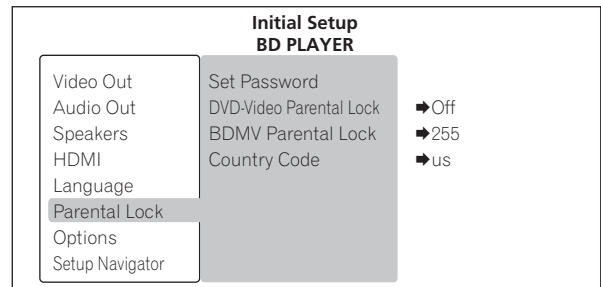 Initial Setup
BD PLAYER
Video Out
Audio Out
Speakers
HDMI
Language
Parental Lock
Options
Setup Navigator
Set Password
DVD-Video Parental Lock ➡Off
BDMV Parental Lock ➡255
Country Code ➡us